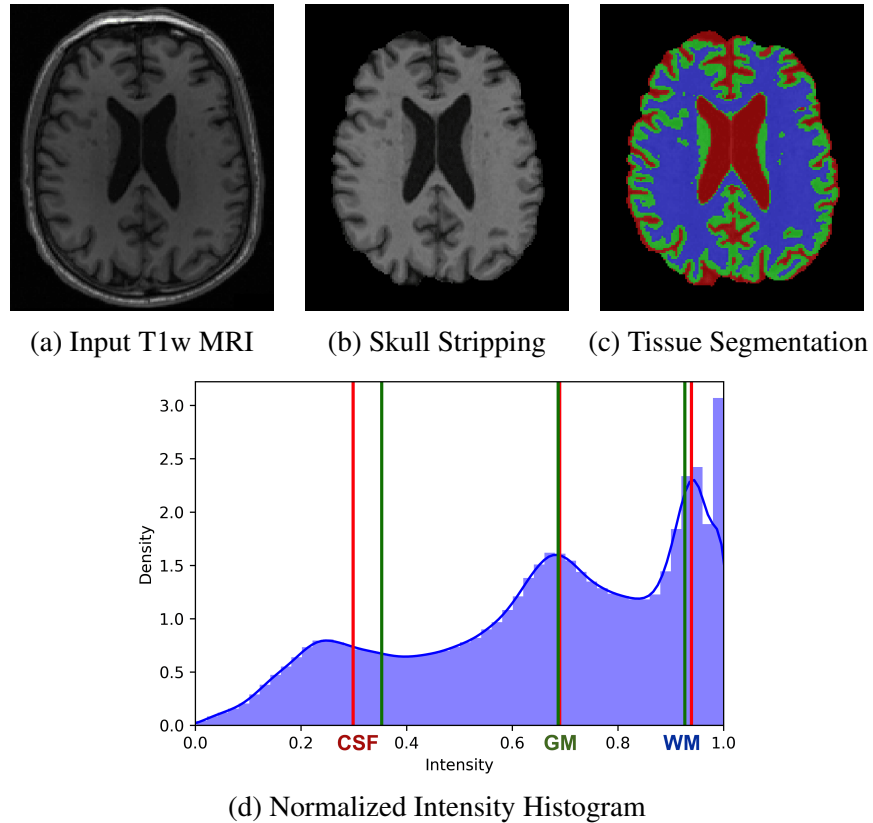 (a) Input T1w MRI
(b) Skull Stripping
(c) Tissue Segmentation
3.0
2.5
2.0
1.5
1.0
0.5
0.0
Density
0.0 0.2 0.4 0.6 0.8 1.0
CSF GM WM
Intensity
(d) Normalized Intensity Histogram